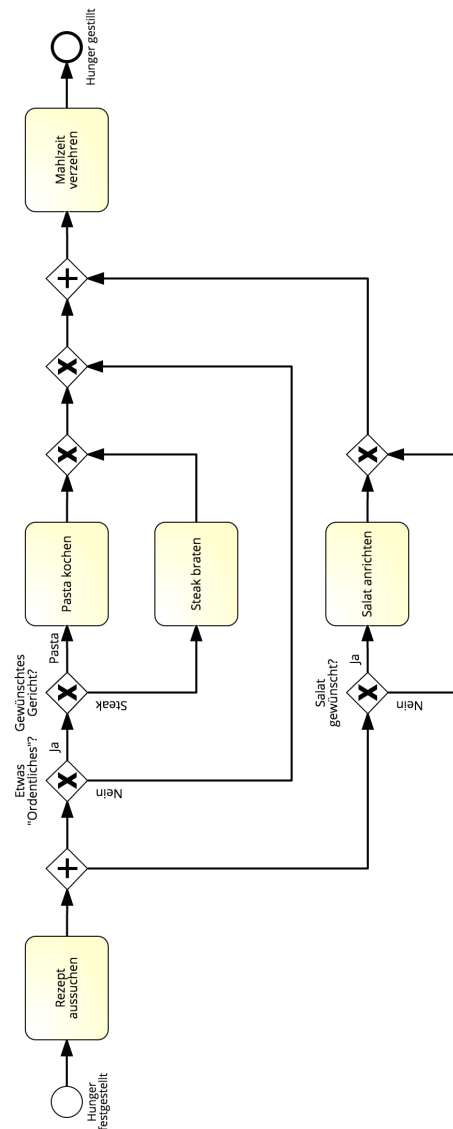 Hunger
festgestellt
Rezept
aussuchen
Etwas
"Ordentliches"?
Ja
Nein
Gewünschtes
Gericht?
Pasta
Steak
Pasta kochen
Steak braten
Salat
gewünscht?
Ja
Nein
Salat anrichten
Mahlzeit
verzehren
Hunger gestillt